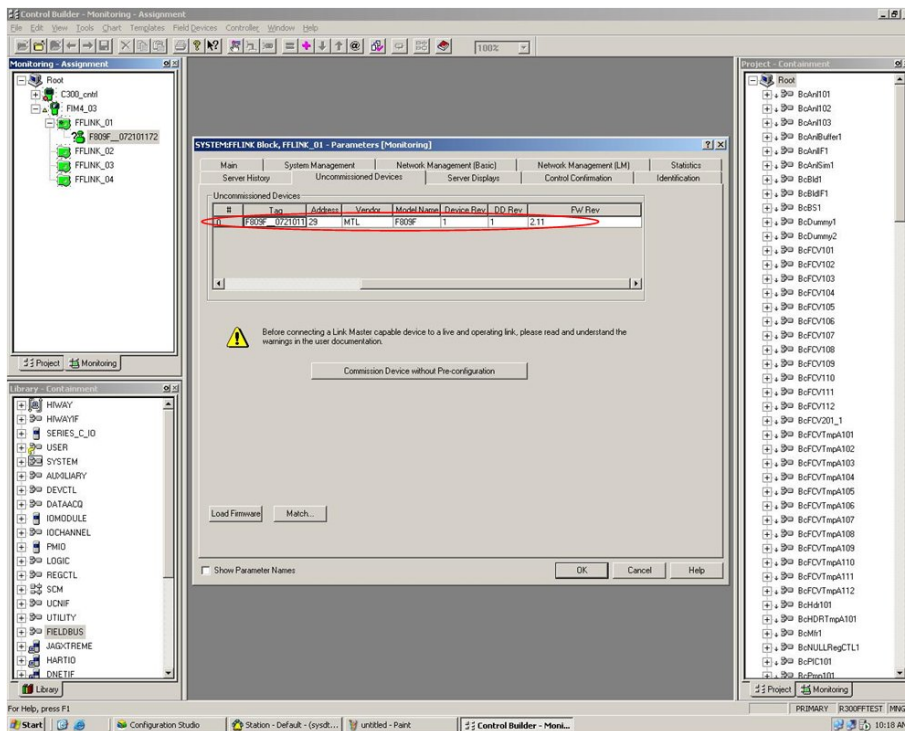 Control Builder - Monitoring - Assignment
File Edit View Tools Chart Templates Field Devices Controller Window Help
100%
Monitoring - Assignment
Root
C300_cntrl
FIM4_03
FFLINK_01
F809F__072101172
FFLINK_02
FFLINK_03
FFLINK_04
Project Monitoring
Library - Containment
HIWAY
HIWAYIF
SERIES_C_IO
USER
SYSTEM
AUXILIARY
DEVCTL
DATAACQ
IOMODULE
IOCHANNEL
PMIO
LOGIC
REGCTL
SCM
UCNIF
UTILITY
FIELDBUS
JAGXTREME
HARTIO
DNETIF
Library
SYSTEM:FFLINK Block, FFLINK_01 - Parameters [Monitoring]
Main System Management Network Management (Basic) Network Management (LM) Statistics
Server History Uncommissioned Devices Server Displays Control Confirmation Identification
Uncommissioned Devices
# Tag Address Vendor Model Name Device Rev DD Rev FW Rev
0 F809F__0721011 29 MTL F809F 1 1 2.11
Before connecting a Link Master capable device to a live and operating link, please read and understand the
warnings in the user documentation.
Commission Device without Pre-configuration
Load Firmware Match...
Show Parameter Names OK Cancel Help
Project - Containment
Root
BcAnl101
BcAnl102
BcAnl103
BcAnlBuffer1
BcAnlIF1
BcAnlSim1
BcBld1
BcBldIF1
BcBS1
BcDummy1
BcDummy2
BcFCV101
BcFCV102
BcFCV103
BcFCV104
BcFCV105
BcFCV106
BcFCV107
BcFCV108
BcFCV109
BcFCV110
BcFCV111
BcFCV112
BcFCV201_1
BcFCVTmpA101
BcFCVTmpA102
BcFCVTmpA103
BcFCVTmpA104
BcFCVTmpA105
BcFCVTmpA106
BcFCVTmpA107
BcFCVTmpA108
BcFCVTmpA109
BcFCVTmpA110
BcFCVTmpA111
BcFCVTmpA112
BcHdr101
BcHDRTmpA101
BcMfr1
BcNULLRegCTL1
BcPIC101
BcPmp101
Project Monitoring
For Help, press F1
PRIMARY R300FFTEST MNG
Start Configuration Studio Station - Default - (sysdt... untitled - Paint Control Builder - Moni... 10:18 AM